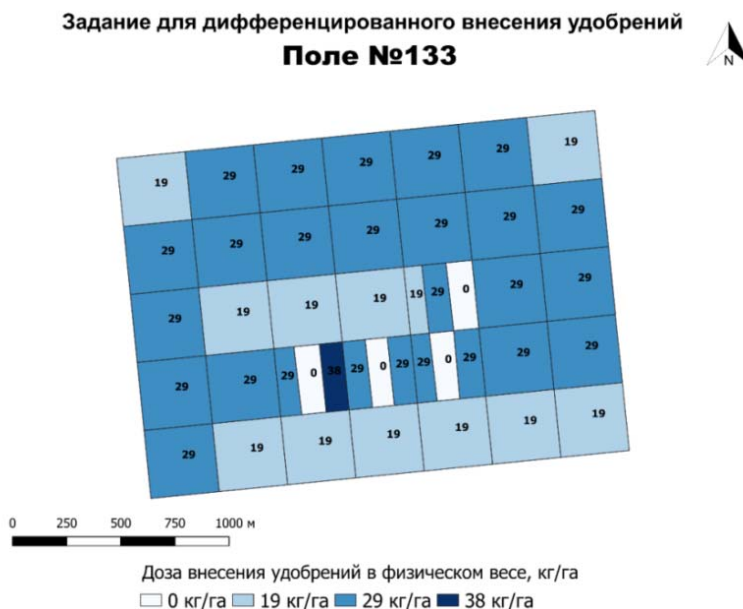 Задание для дифференцированного внесения удобрений
Поле №133
N
19 29 29 29 29 29 19
29 29 29 29 29 29 29
29 19 19 19 19 29 0 29 29
29 29 29 0 38 29 0 29 29 0 29 29 29
29 19 19 19 19 19 19
0 250 500 750 1000 м
Доза внесения удобрений в физическом весе, кг/га
0 кг/га 19 кг/га 29 кг/га 38 кг/га